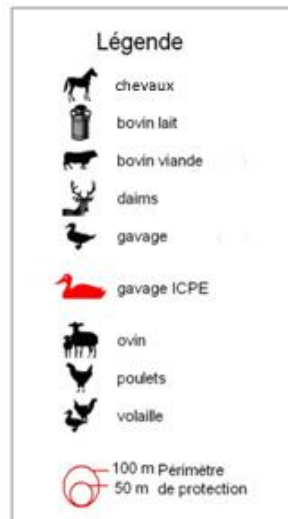 Légende
chevaux
bovin lait
bovin viande
daims
gavage
gavage ICPE
ovin
poulets
volaille
100 m Périmètre
50 m de protection